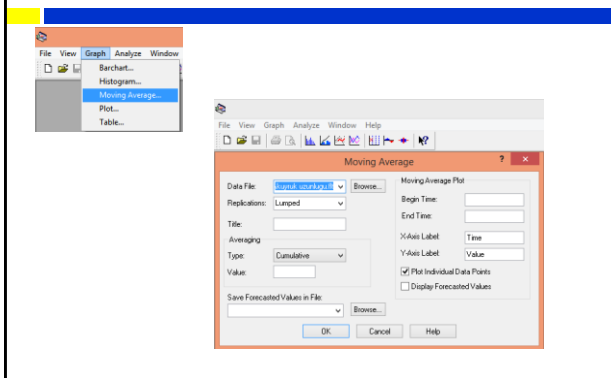 File View Graph Analyze Window
Barchart...
Histogram...
Moving Average...
Plot...
Table...
File View Graph Analyze Window Help
Moving Average
? ×
Data File: kuyruk uzunlugu.fl Browse...
Replications: Lumped
Title:
Averaging
Type: Cumulative
Value:
Save Forecasted Values in File:
Browse...
Moving Average Plot
Begin Time:
End Time:
X-Axis Label: Time
Y-Axis Label: Value
Plot Individual Data Points
Display Forecasted Values
OK Cancel Help